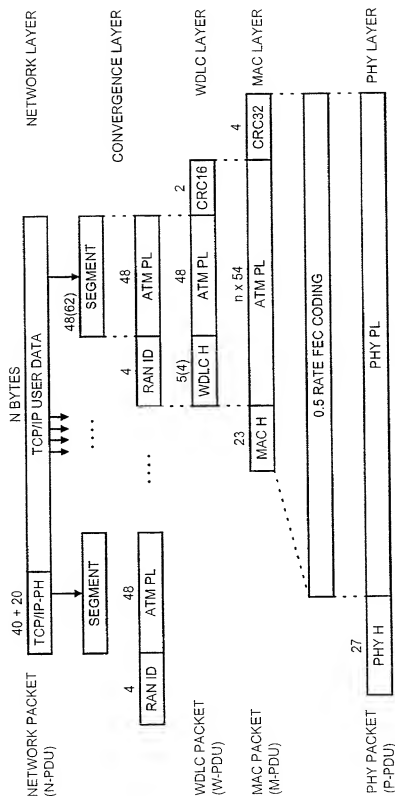 NETWORK PACKET
(N-PDU)
40 + 20
TCP/IP-PH
N BYTES
TCP/IP USER DATA
NETWORK LAYER
SEGMENT
. . . .
48(62)
SEGMENT
CONVERGENCE LAYER
4
RAN ID
48
ATM PL
. . . .
4
RAN ID
48
ATM PL
WDLC PACKET
(W-PDU)
5(4)
WDLC H
48
ATM PL
2
CRC16
WDLC LAYER
MAC PACKET
(M-PDU)
23
MAC H
n x 54
ATM PL
4
CRC32
MAC LAYER
0.5 RATE FEC CODING
PHY PACKET
(P-PDU)
27
PHY H
PHY PL
PHY LAYER